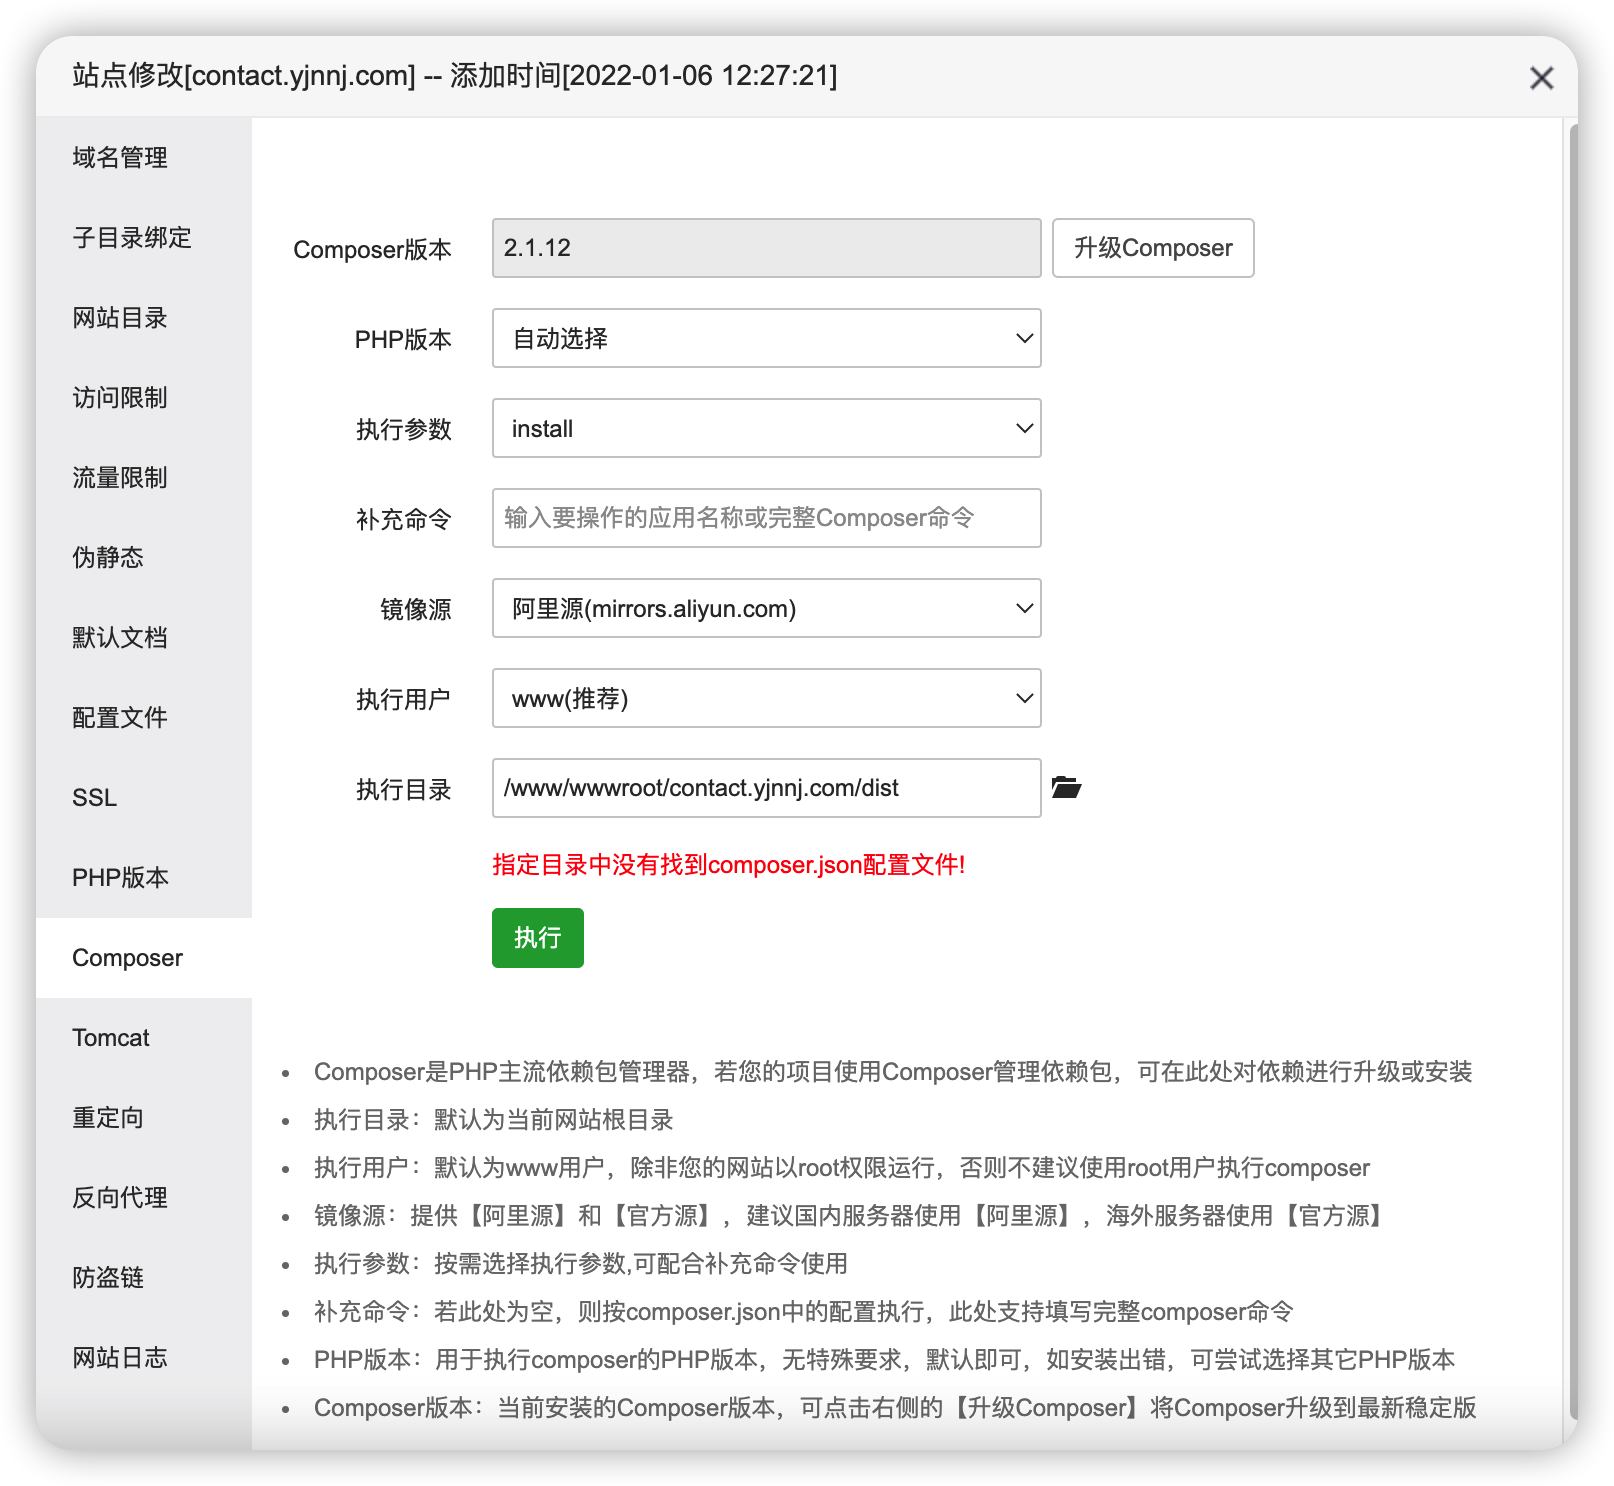 站点修改[contact.yjnnj.com] -- 添加时间[2022-01-06 12:27:21]
域名管理
子目录绑定
网站目录
访问限制
流量限制
伪静态
默认文档
配置文件
SSL
PHP版本
Composer
Tomcat
重定向
反向代理
防盗链
网站日志
Composer版本 2.1.12 升级Composer
PHP版本 自动选择
执行参数 install
补充命令 输入要操作的应用名称或完整Composer命令
镜像源 阿里源(mirrors.aliyun.com)
执行用户 www(推荐)
执行目录 /www/wwwroot/contact.yjnnj.com/dist
指定目录中没有找到composer.json配置文件!
执行
Composer是PHP主流依赖包管理器，若您的项目使用Composer管理依赖包，可在此处对依赖进行升级或安装
执行目录：默认为当前网站根目录
执行用户：默认为www用户，除非您的网站以root权限运行，否则不建议使用root用户执行composer
镜像源：提供【阿里源】和【官方源】，建议国内服务器使用【阿里源】，海外服务器使用【官方源】
执行参数：按需选择执行参数,可配合补充命令使用
补充命令：若此处为空，则按composer.json中的配置执行，此处支持填写完整composer命令
PHP版本：用于执行composer的PHP版本，无特殊要求，默认即可，如安装出错，可尝试选择其它PHP版本
Composer版本：当前安装的Composer版本，可点击右侧的【升级Composer】将Composer升级到最新稳定版